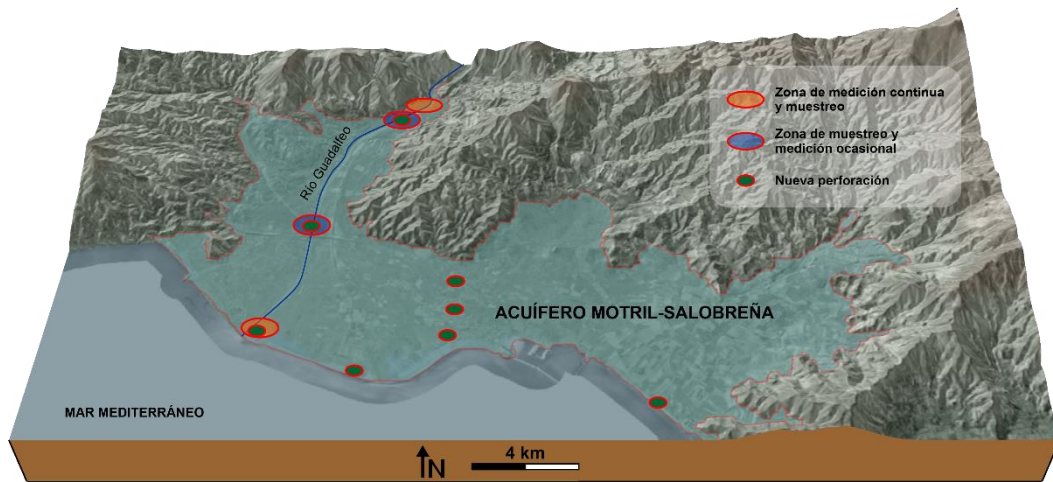 Zona de medición continua
y muestreo
Zona de muestreo y
medición ocasional
Nueva perforación
Río Guadalfeo
ACUÍFERO MOTRIL-SALOBREÑA
MAR MEDITERRÁNEO
N
4 km